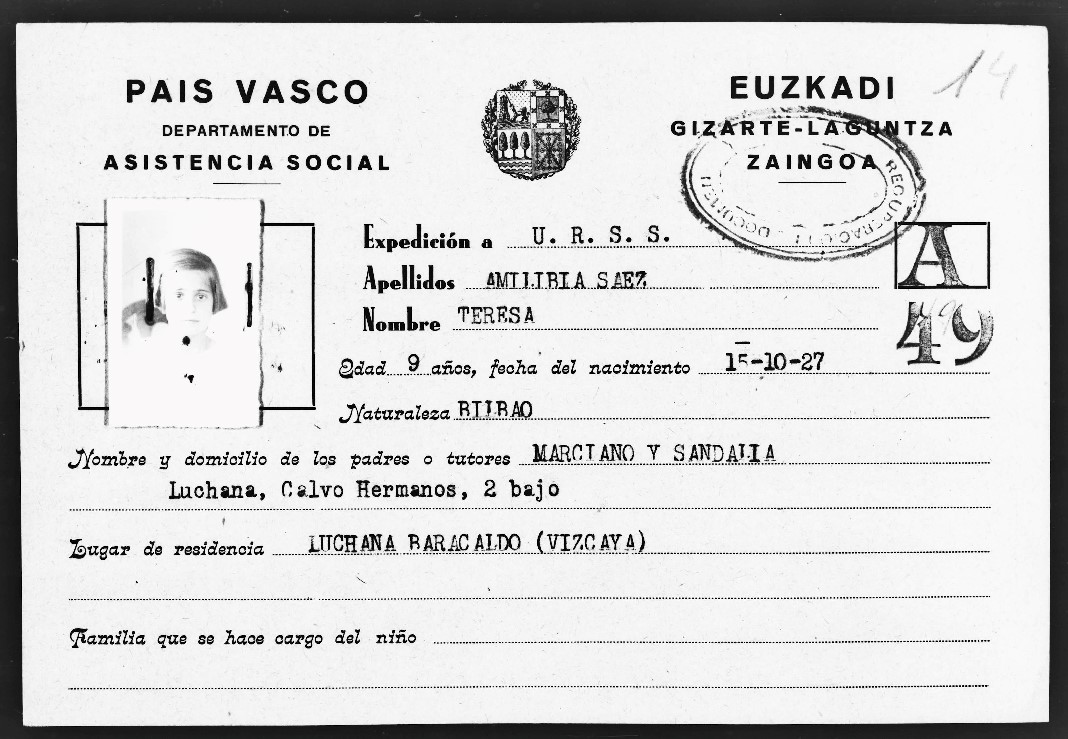 PAIS VASCO
DEPARTAMENTO DE
ASISTENCIA SOCIAL
EUZKADI
GIZARTE-LAGUNTZA
ZAINGOA
14
RECUPERACIÓN DOCUMEN
Expedición a U. R. S. S.
A
Apellidos AMILIBIA SAEZ
Nombre TERESA
49
Edad 9 años, fecha del nacimiento 15-10-27
Naturaleza BILBAO
Nombre y domicilio de los padres o tutores MARCIANO Y SANDALIA
Luchana, Calvo Hermanos, 2 bajo
Lugar de residencia LUCHANA BARACALDO (VIZCAYA)
Familia que se hace cargo del niño